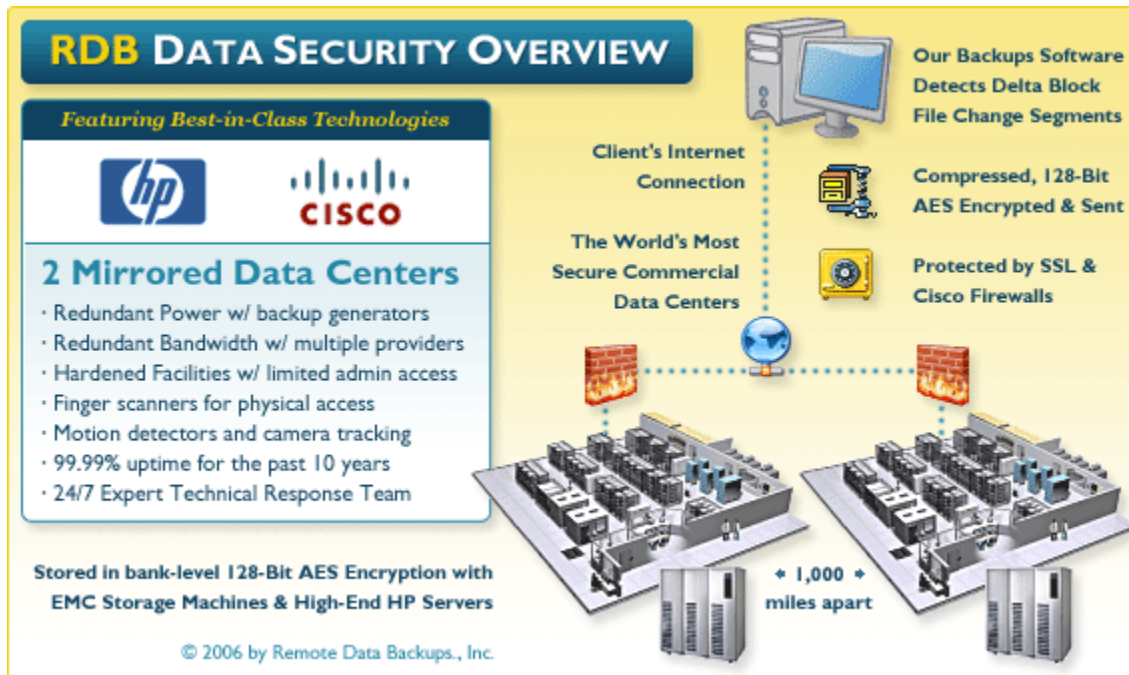 RDB DATA SECURITY OVERVIEW
Featuring Best-in-Class Technologies
hp
CISCO
2 Mirrored Data Centers
· Redundant Power w/ backup generators
· Redundant Bandwidth w/ multiple providers
· Hardened Facilities w/ limited admin access
· Finger scanners for physical access
· Motion detectors and camera tracking
· 99.99% uptime for the past 10 years
· 24/7 Expert Technical Response Team
Stored in bank-level 128-Bit AES Encryption with
EMC Storage Machines & High-End HP Servers
© 2006 by Remote Data Backups., Inc.
Our Backups Software
Detects Delta Block
File Change Segments
Client's Internet
Connection
Compressed, 128-Bit
AES Encrypted & Sent
The World's Most
Secure Commercial
Data Centers
Protected by SSL &
Cisco Firewalls
1,000
miles apart